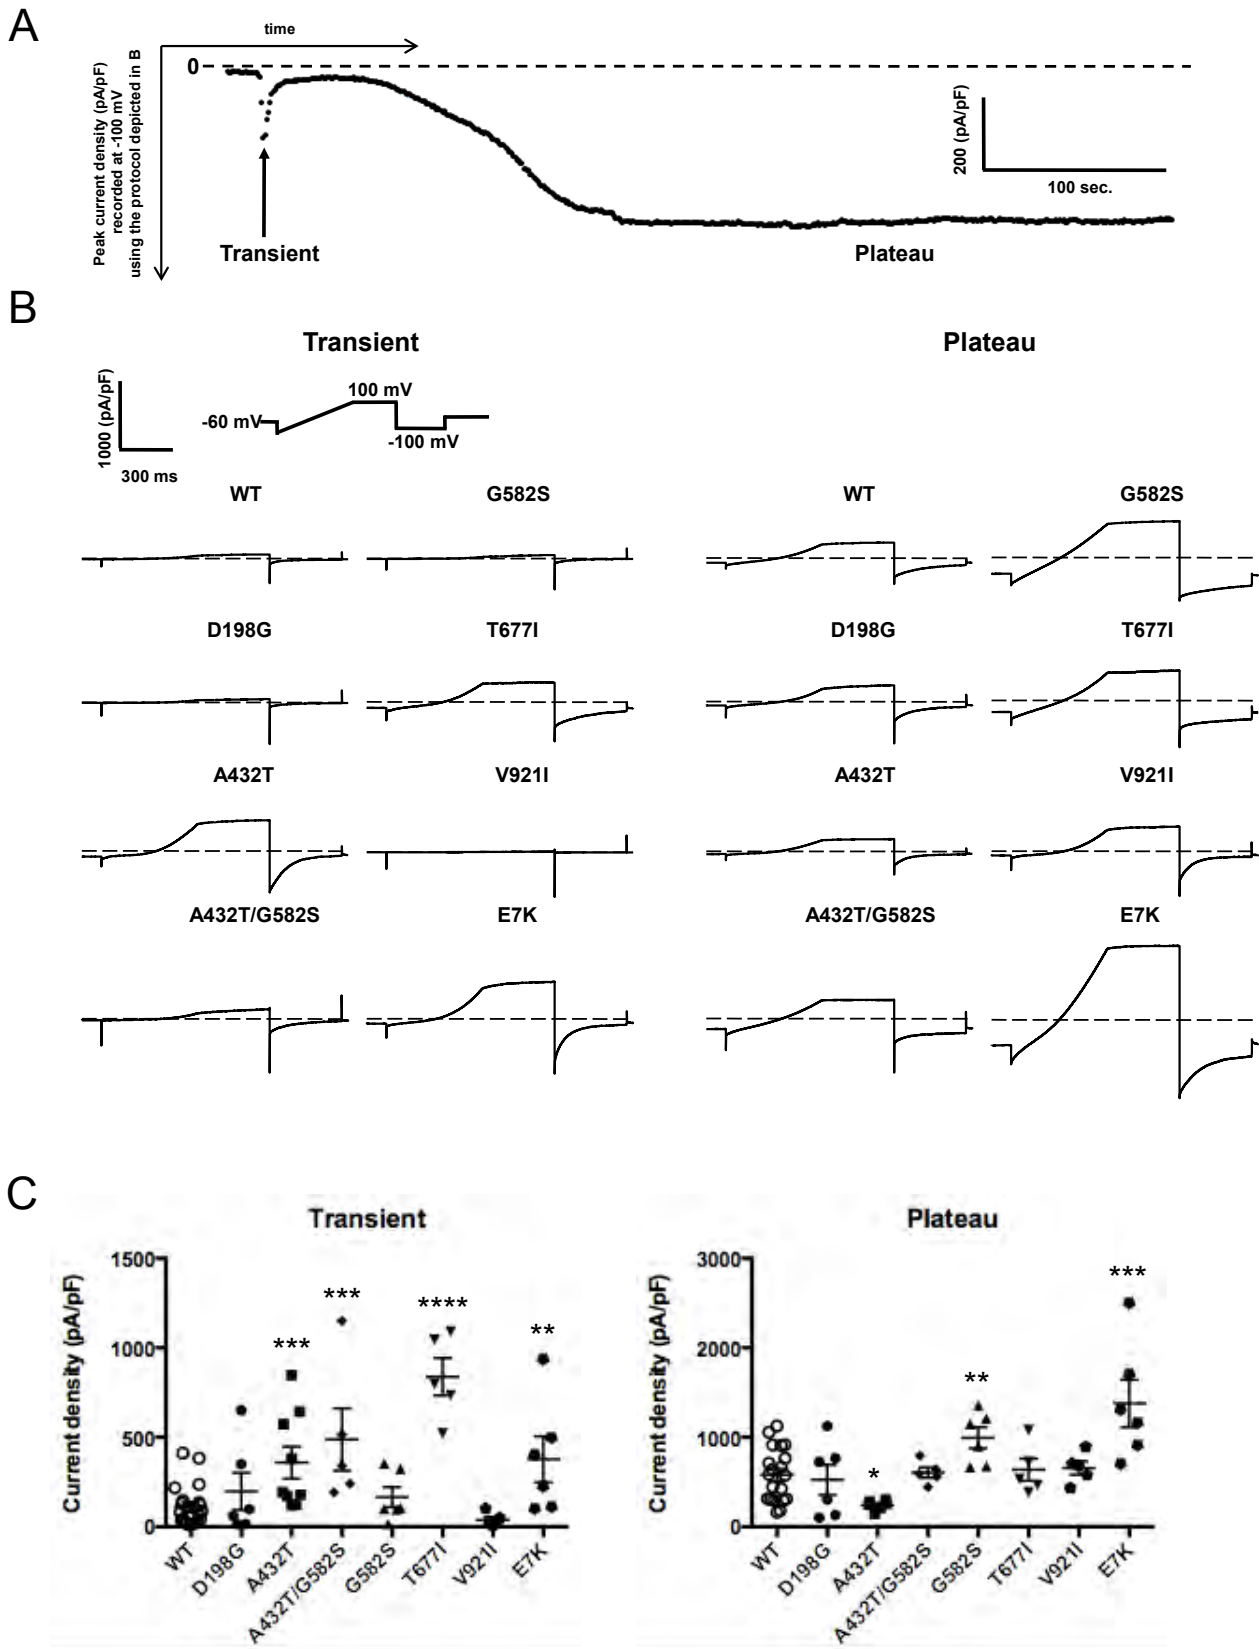 A
time
Peak current density (pA/pF)
recorded at -100 mV
using the protocol depicted in B
0
200 (pA/pF)
100 sec.
Transient
Plateau
B
Transient
Plateau
1000 (pA/pF)
300 ms
-60 mV
100 mV
-100 mV
WT
G582S
WT
G582S
D198G
T677I
D198G
T677I
A432T
V921I
A432T
V921I
A432T/G582S
E7K
A432T/G582S
E7K
C
Transient
Current density (pA/pF)
1500
1000
500
0
***
***
****
**
WT
D198G
A432T
A432T/G582S
G582S
T677I
V921I
E7K
Plateau
Current density (pA/pF)
3000
2000
1000
0
*
**
***
WT
D198G
A432T
A432T/G582S
G582S
T677I
V921I
E7K